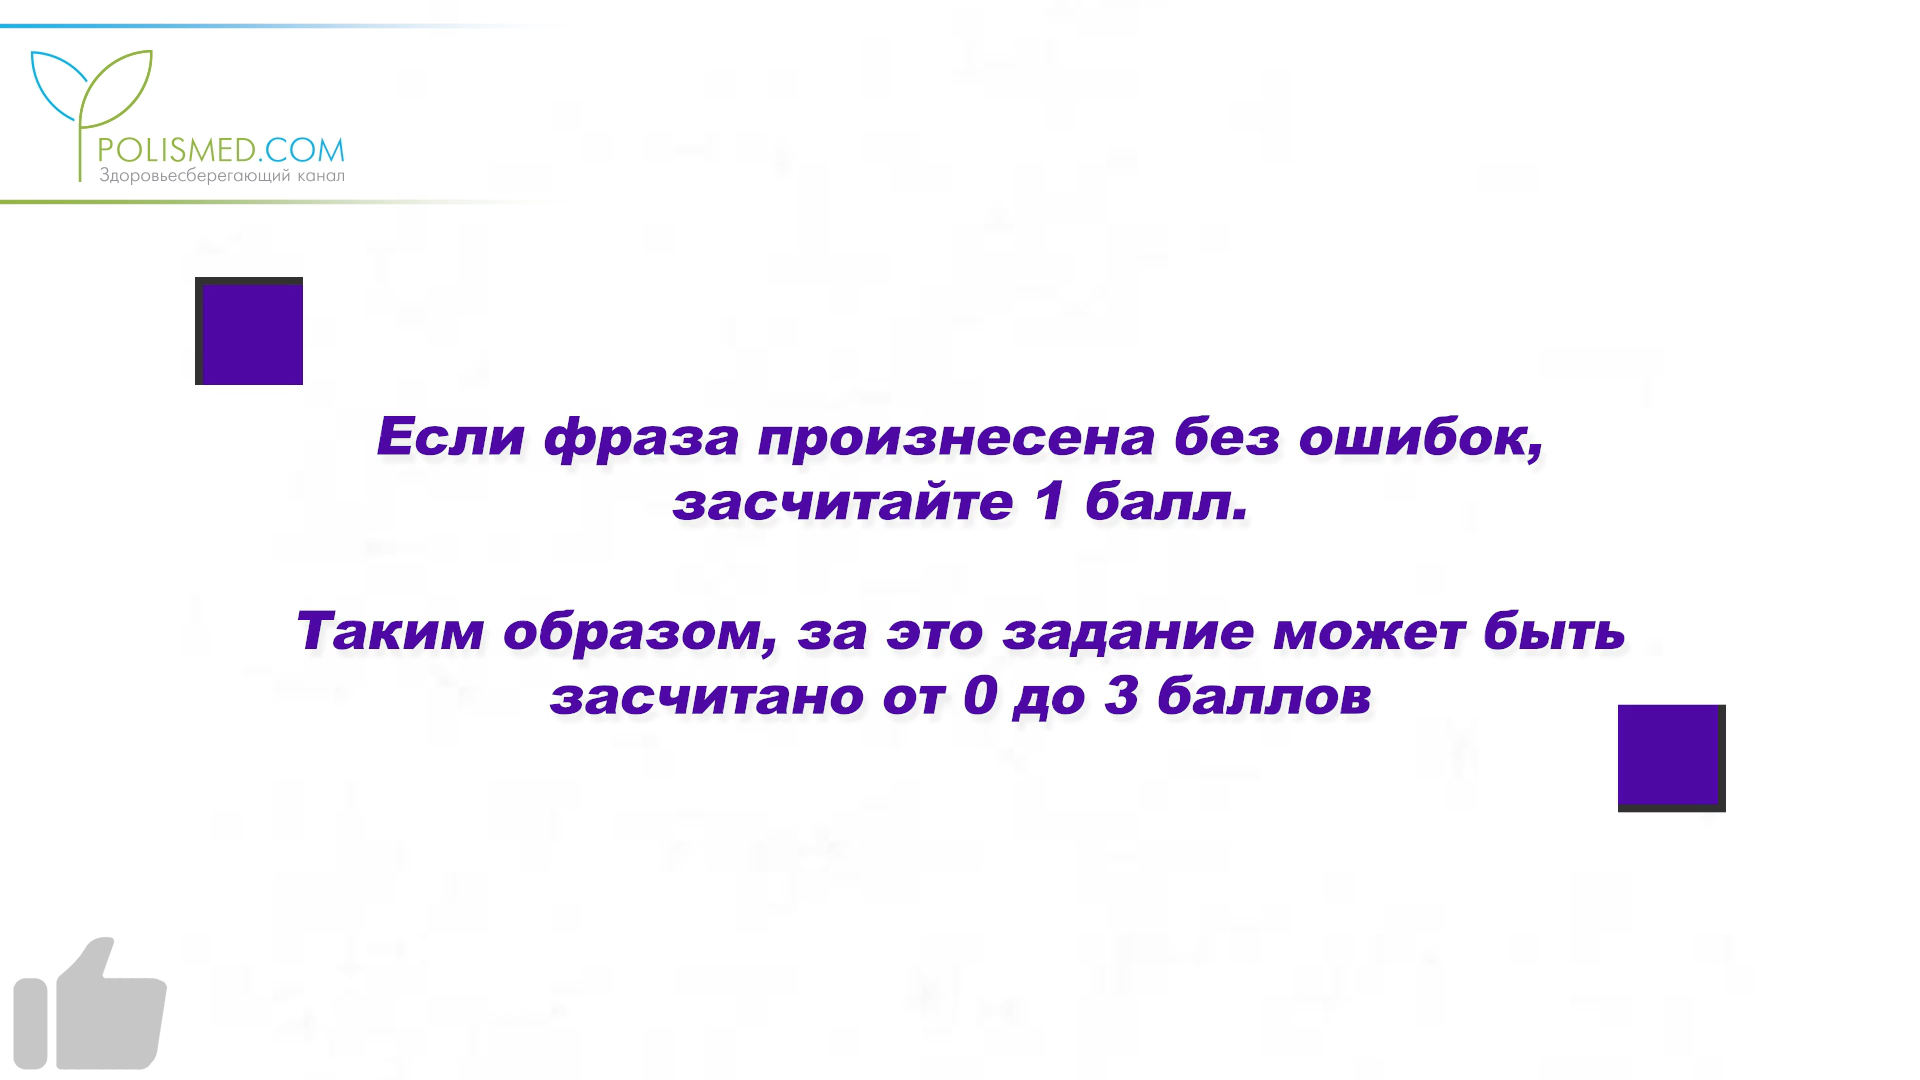 POLISMED.COM
Здоровьесберегающий канал
Если фраза произнесена без ошибок,
засчитайте 1 балл.
Таким образом, за это задание может быть
засчитано от 0 до 3 баллов